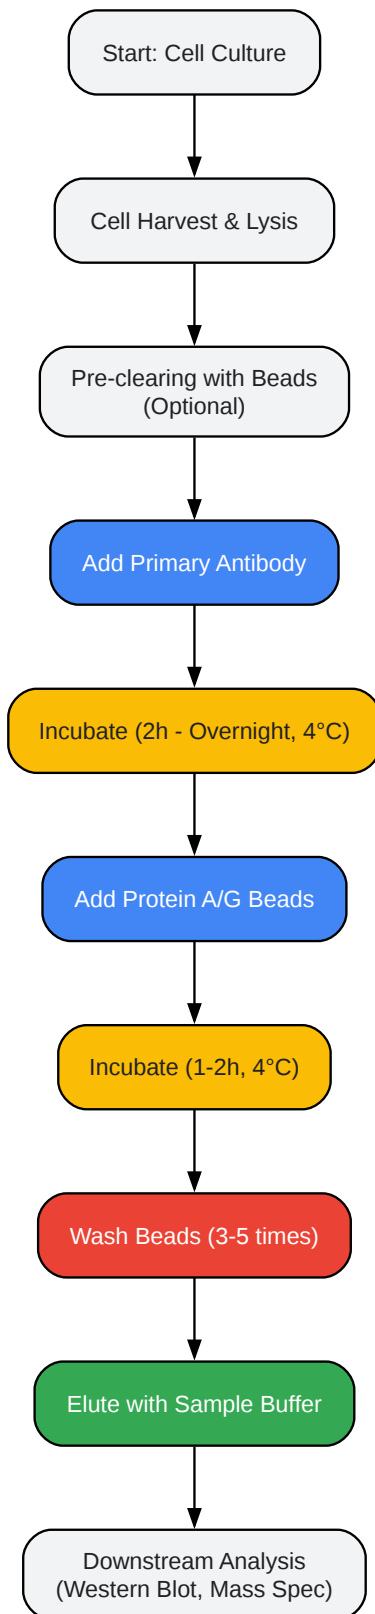 Start: Cell Culture
Cell Harvest & Lysis
Pre-clearing with Beads
(Optional)
Add Primary Antibody
Incubate (2h - Overnight, 4°C)
Add Protein A/G Beads
Incubate (1-2h, 4°C)
Wash Beads (3-5 times)
Elute with Sample Buffer
Downstream Analysis
(Western Blot, Mass Spec)